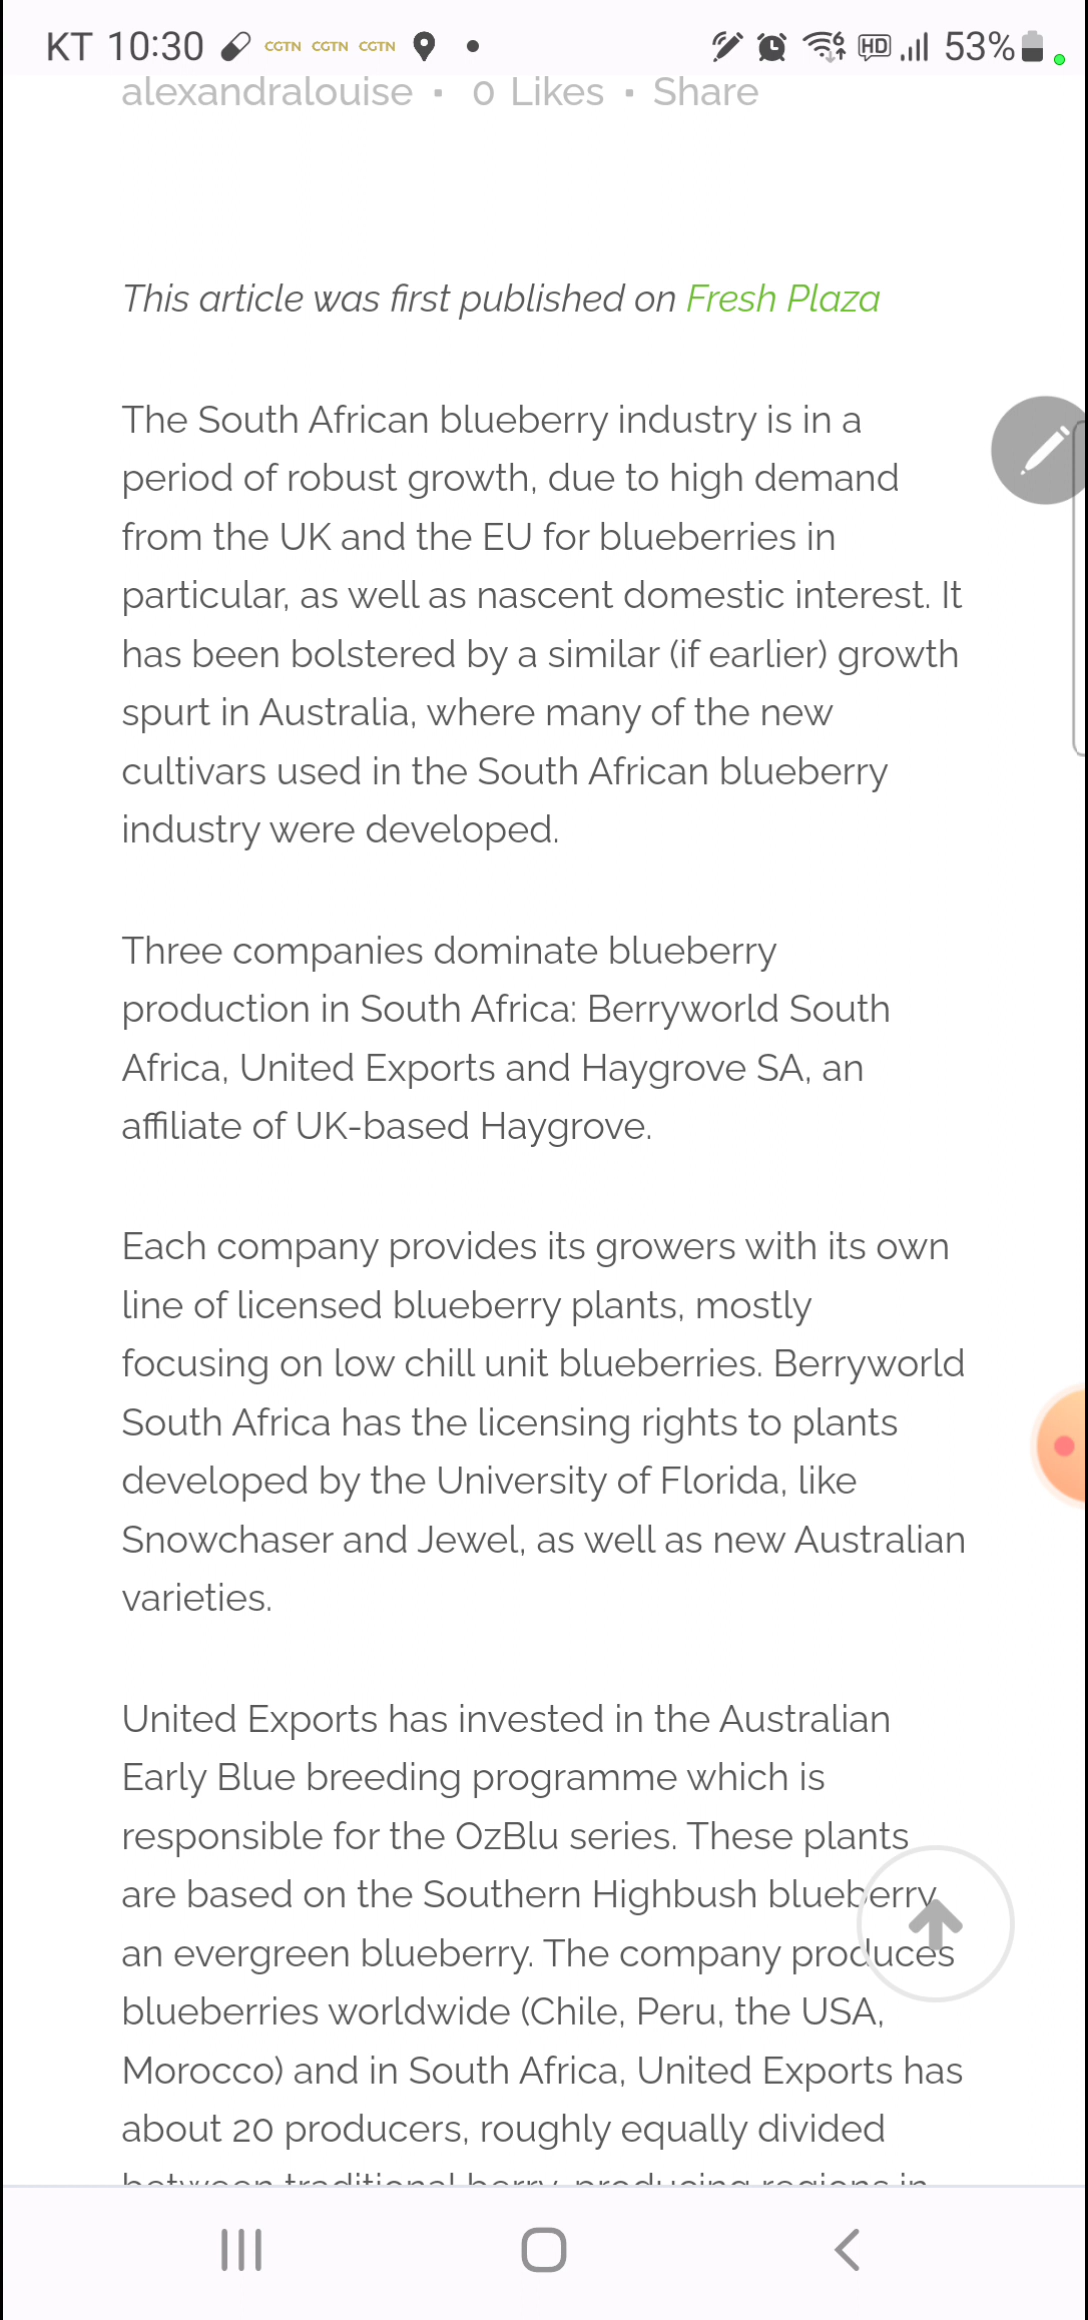 KT 10:30 CGTN CGTN CGTN HD 53%
alexandralouise · 0 Likes · Share
This article was first published on Fresh Plaza
The South African blueberry industry is in a
period of robust growth, due to high demand
from the UK and the EU for blueberries in
particular, as well as nascent domestic interest. It
has been bolstered by a similar (if earlier) growth
spurt in Australia, where many of the new
cultivars used in the South African blueberry
industry were developed.
Three companies dominate blueberry
production in South Africa: Berryworld South
Africa, United Exports and Haygrove SA, an
affiliate of UK-based Haygrove.
Each company provides its growers with its own
line of licensed blueberry plants, mostly
focusing on low chill unit blueberries. Berryworld
South Africa has the licensing rights to plants
developed by the University of Florida, like
Snowchaser and Jewel, as well as new Australian
varieties.
United Exports has invested in the Australian
Early Blue breeding programme which is
responsible for the OzBlu series. These plants
are based on the Southern Highbush blueberry
an evergreen blueberry. The company produces
blueberries worldwide (Chile, Peru, the USA,
Morocco) and in South Africa, United Exports has
about 20 producers, roughly equally divided
between traditional berry-producing regions in